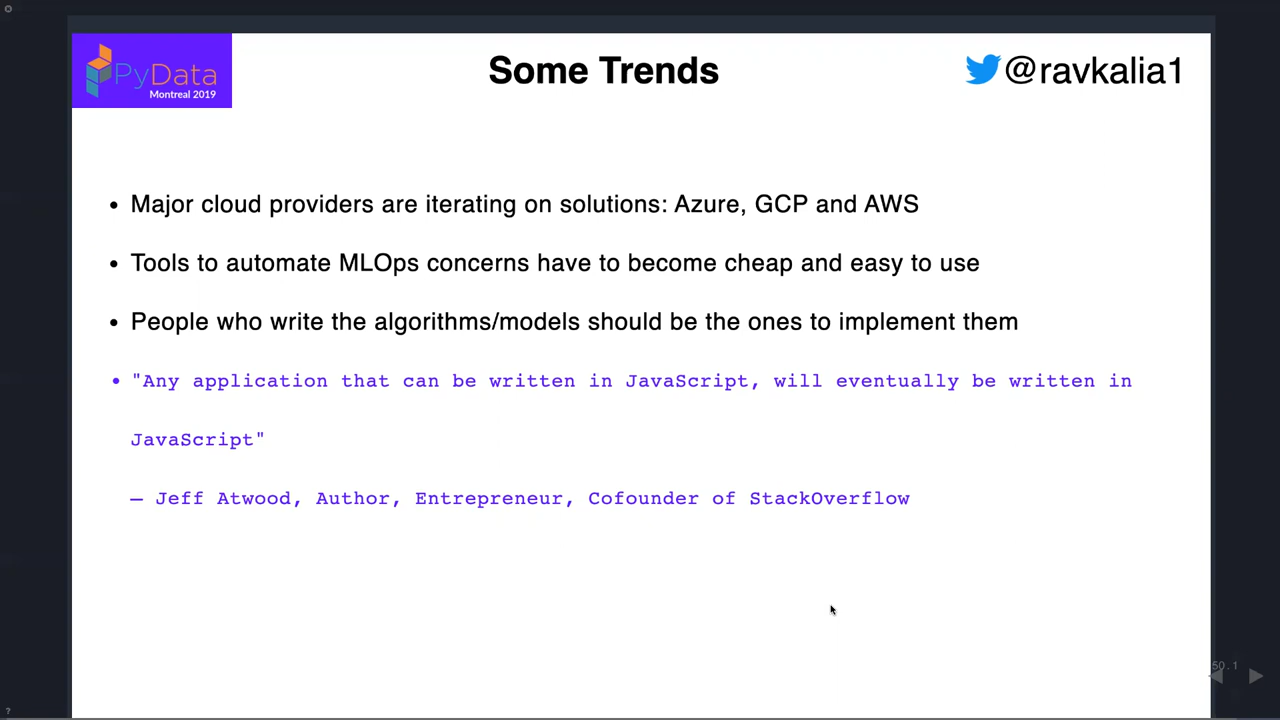 PyData
Montreal 2019
Some Trends
@ravkalia1
• Major cloud providers are iterating on solutions: Azure, GCP and AWS
• Tools to automate MLOps concerns have to become cheap and easy to use
• People who write the algorithms/models should be the ones to implement them
• "Any application that can be written in JavaScript, will eventually be written in
JavaScript"
— Jeff Atwood, Author, Entrepreneur, Cofounder of StackOverflow
50.1
?